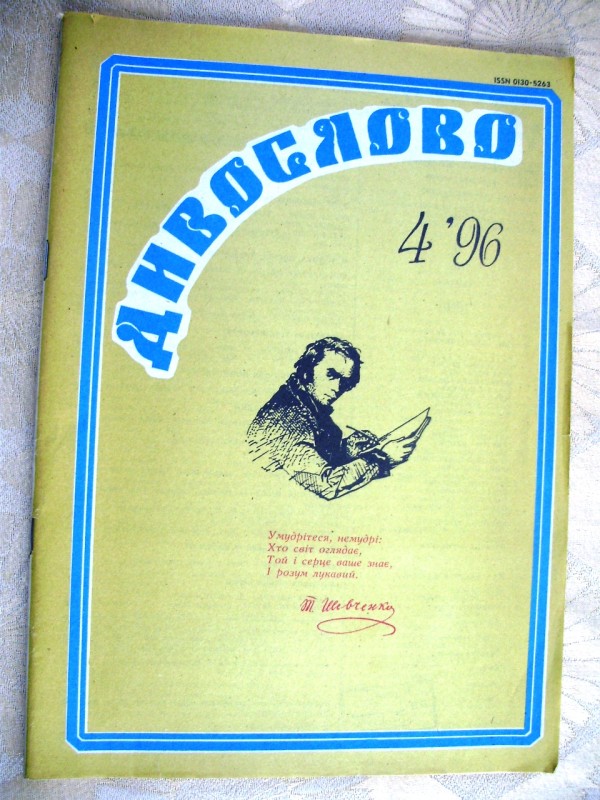 ISSN 0130-5263
ДИВОСЛОВО
4 '96
Умудрітеся, немудрі:
Хто світ оглядає,
Той і серце ваше знає,
І розум лукавий.
Т. Шевченко